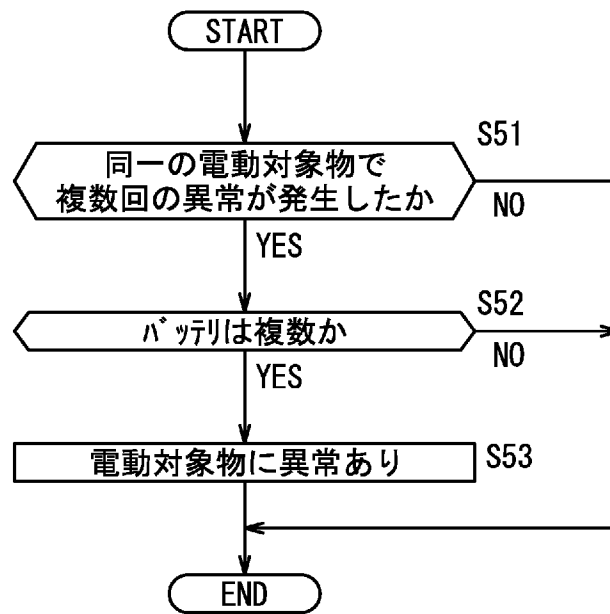 START
S51
同一の電動対象物で
複数回の異常が発生したか
NO
YES
S52
バッテリは複数か
NO
YES
電動対象物に異常あり
S53
END